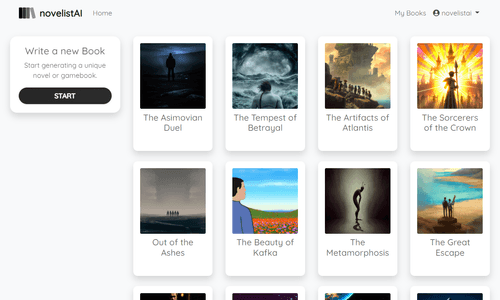 novelistAI
Home
My Books
novelistai
Write a new Book
Start generating a unique
novel or gamebook.
START
The Asimovian
Duel
The Tempest of
Betrayal
The Artifacts of
Atlantis
The Sorcerers
of the Crown
Out of the
Ashes
The Beauty of
Kafka
The
Metamorphosis
The Great
Escape